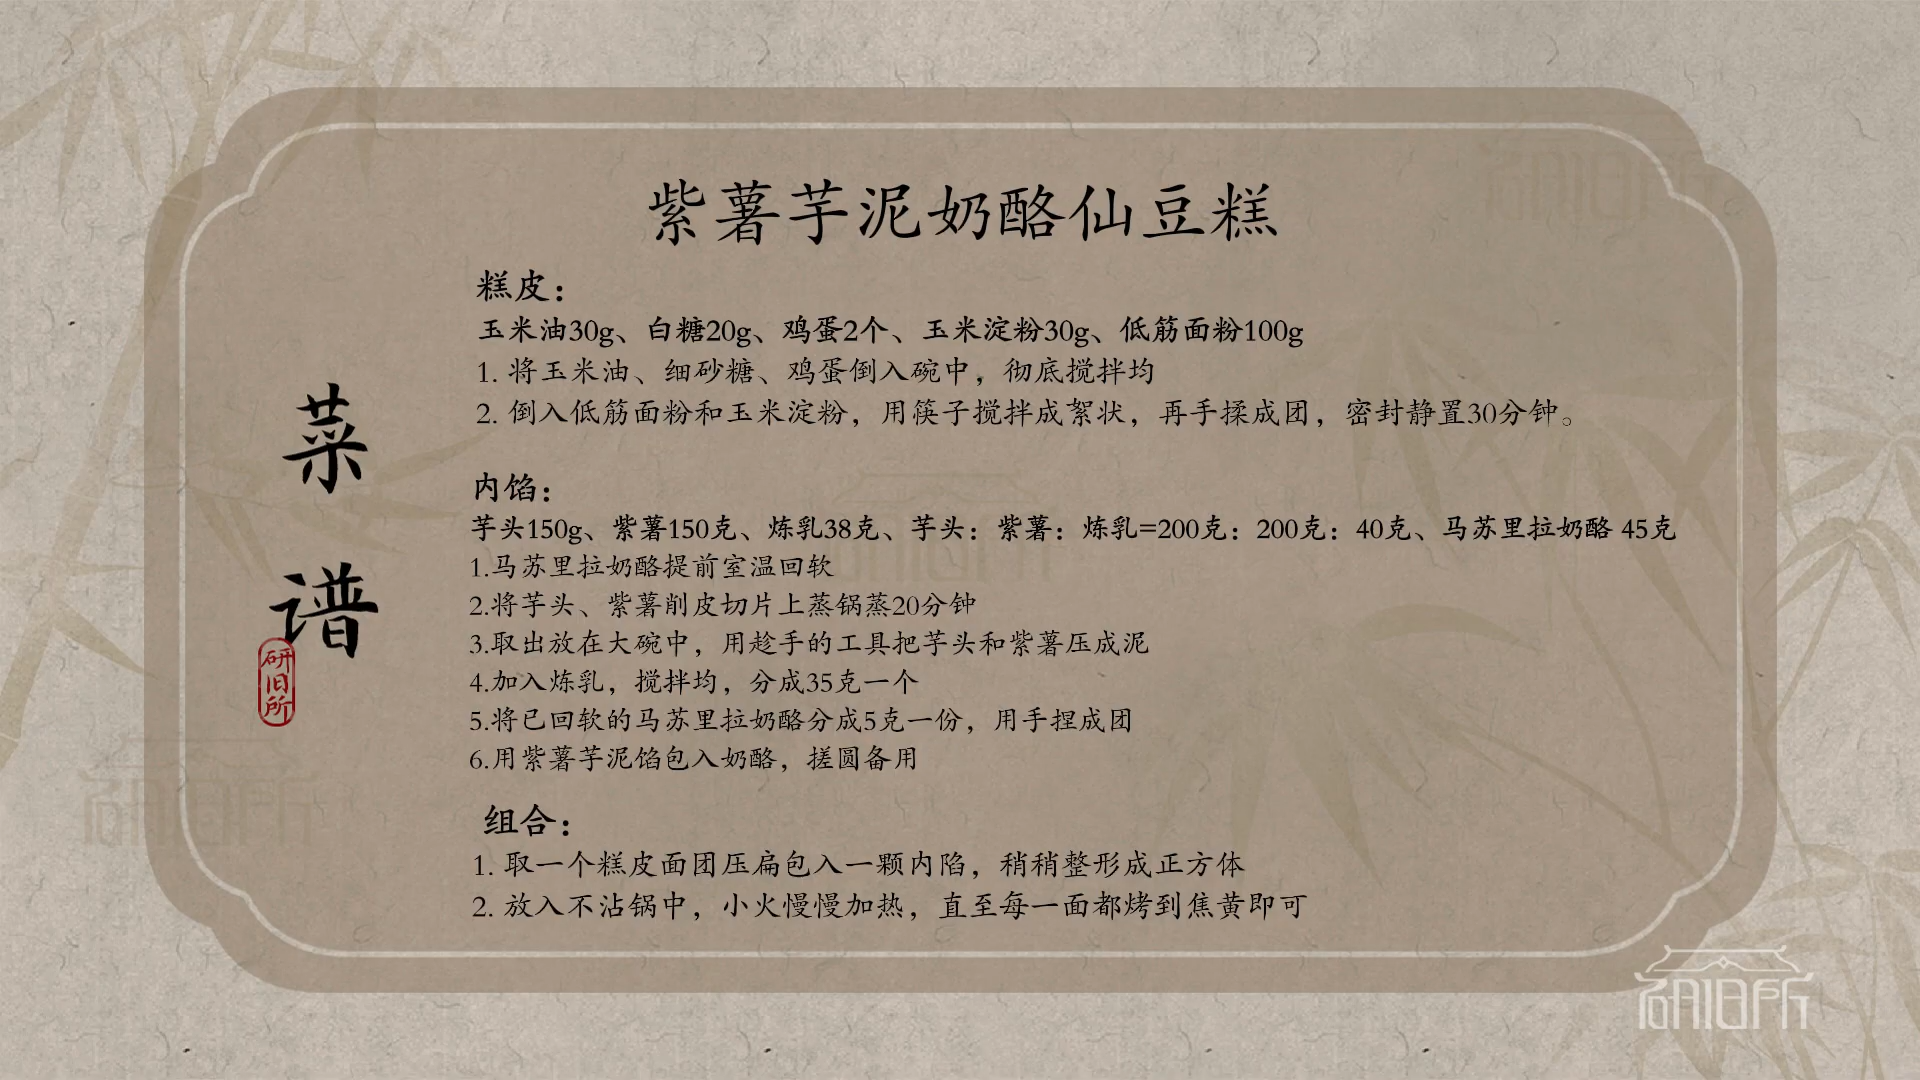 紫薯芋泥奶酪仙豆糕
糕皮：
玉米油30g、白糖20g、鸡蛋2个、玉米淀粉30g、低筋面粉100g
1. 将玉米油、细砂糖、鸡蛋倒入碗中，彻底搅拌均
2. 倒入低筋面粉和玉米淀粉，用筷子搅拌成絮状，再手揉成团，密封静置30分钟。
内馅：
芋头150g、紫薯150克、炼乳38克、芋头：紫薯：炼乳=200克：200克：40克、马苏里拉奶酪 45克
1.马苏里拉奶酪提前室温回软
2.将芋头、紫薯削皮切片上蒸锅蒸20分钟
3.取出放在大碗中，用趁手的工具把芋头和紫薯压成泥
4.加入炼乳，搅拌均，分成35克一个
5.将已回软的马苏里拉奶酪分成5克一份，用手捏成团
6.用紫薯芋泥馅包入奶酪，搓圆备用
组合：
1. 取一个糕皮面团压扁包入一颗内陷，稍稍整形成正方体
2. 放入不沾锅中，小火慢慢加热，直至每一面都烤到焦黄即可
菜谱
研旧所
研旧所
研旧所
研旧所
研旧所